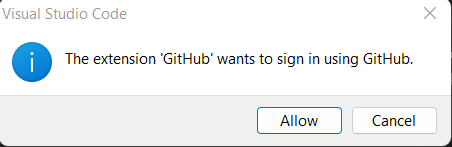 Visual Studio Code
The extension 'GitHub' wants to sign in using GitHub.
Allow
Cancel